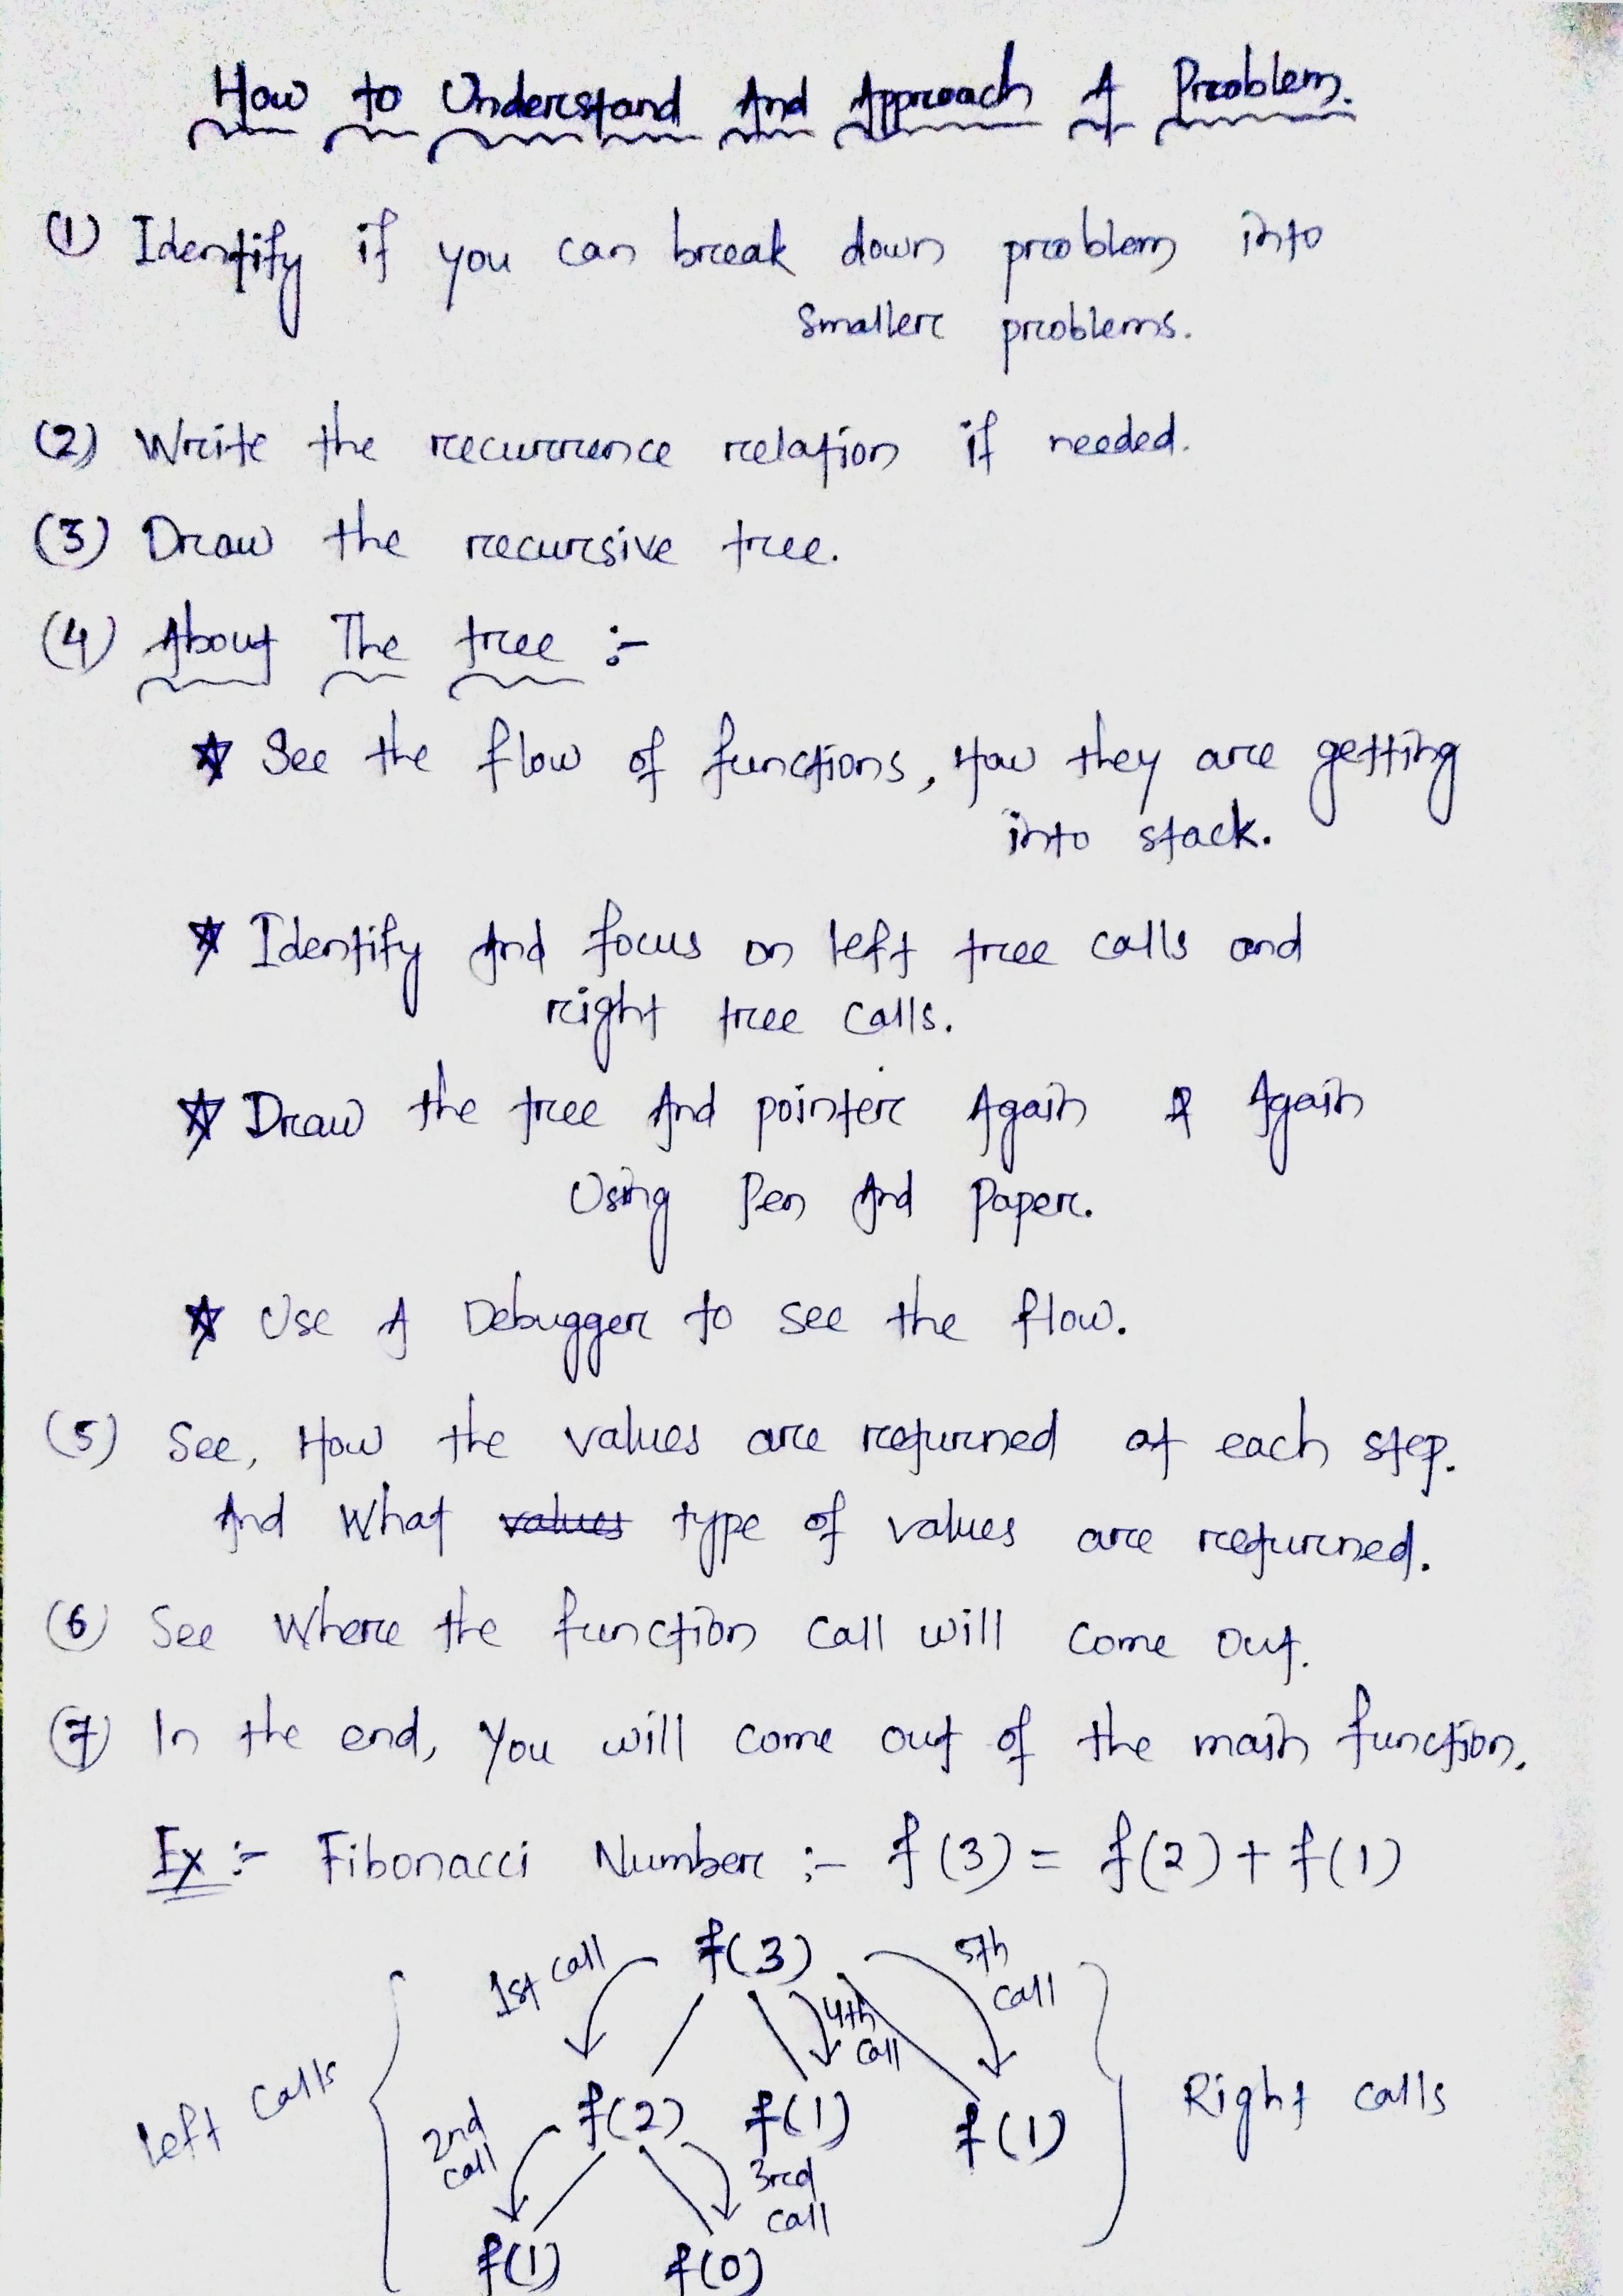 How to Understand And Approach A Problem.
(1) Identify if you can break down problem into
smaller problems.
(2) Write the recurrence relation if needed.
(3) Draw the recursive tree.
(4) About The tree :-
★ See the flow of functions, How they are getting
into stack.
★ Identify And focus on left tree calls and
right tree calls.
★ Draw the tree And pointer Again & Again
Using Pen And Paper.
★ Use A Debugger to see the flow.
(5) See, How the values are returned at each step.
And What values type of values are returned.
(6) See Where the function call will come out.
(7) In the end, You will come out of the main function.
Ex :- Fibonacci Number :- f(3) = f(2) + f(1)
1st call f(3) 5th call
4th call
Left calls f(2) f(1) f(1) Right calls
2nd call 3rd call
f(1) f(0)